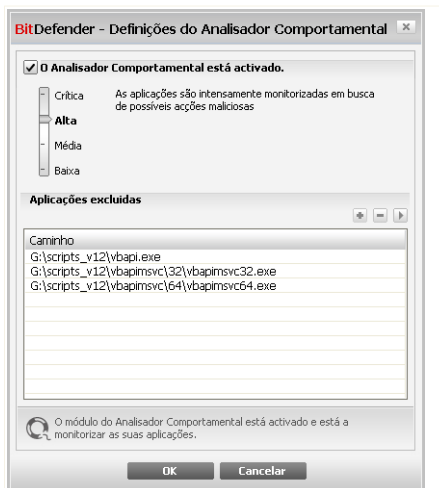 BitDefender - Definições do Analisador Comportamental
O Analisador Comportamental está activado.
Crítica
Alta
Média
Baixa
As aplicações são intensamente monitorizadas em busca
de possíveis acções maliciosas
Aplicações excluidas
Caminho
G:\scripts_v12\vbapi.exe
G:\scripts_v12\vbapimsvc\32\vbapimsvc32.exe
G:\scripts_v12\vbapimsvc\64\vbapimsvc64.exe
O módulo do Analisador Comportamental está activado e está a
monitorizar as suas aplicações.
OK Cancelar